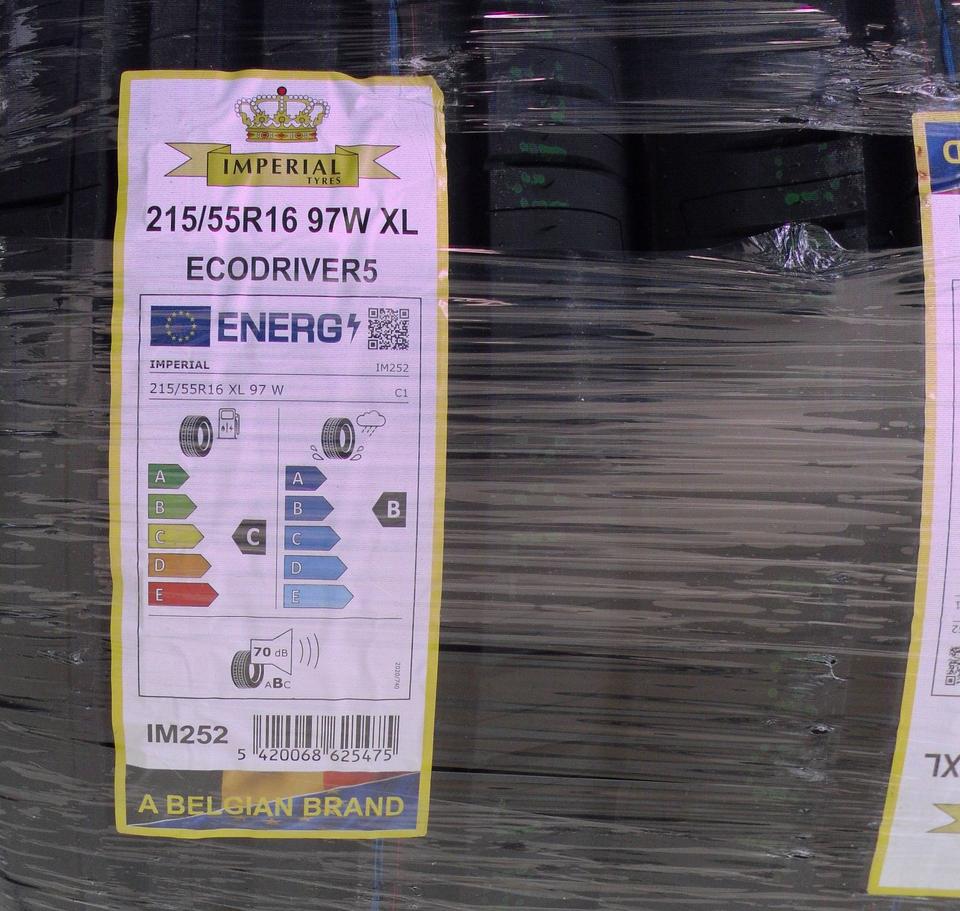 IMPERIAL
TYRES
215/55R16 97W XL
ECODRIVER5
ENERG
IMPERIAL IM252
215/55R16 XL 97 W C1
A A
B B B
C C C
D D
E E
70 dB
ABC
2020/740
IM252
5 420068 625475
A BELGIAN BRAND
D
XL